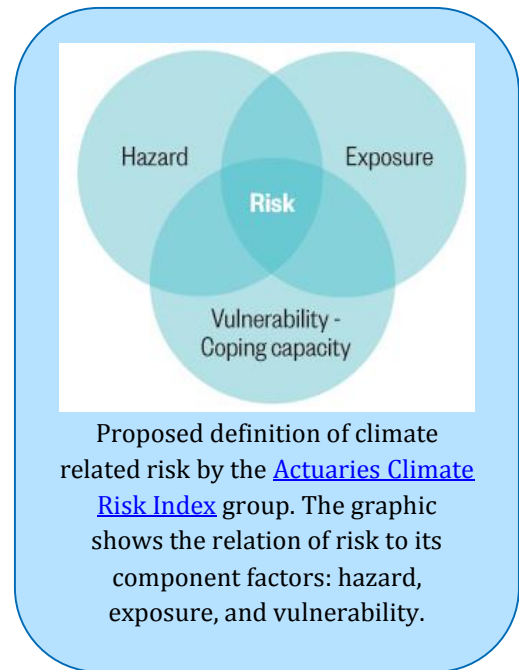 Hazard
Exposure
Risk
Vulnerability -
Coping capacity
Proposed definition of climate
related risk by the Actuaries Climate
Risk Index group. The graphic
shows the relation of risk to its
component factors: hazard,
exposure, and vulnerability.